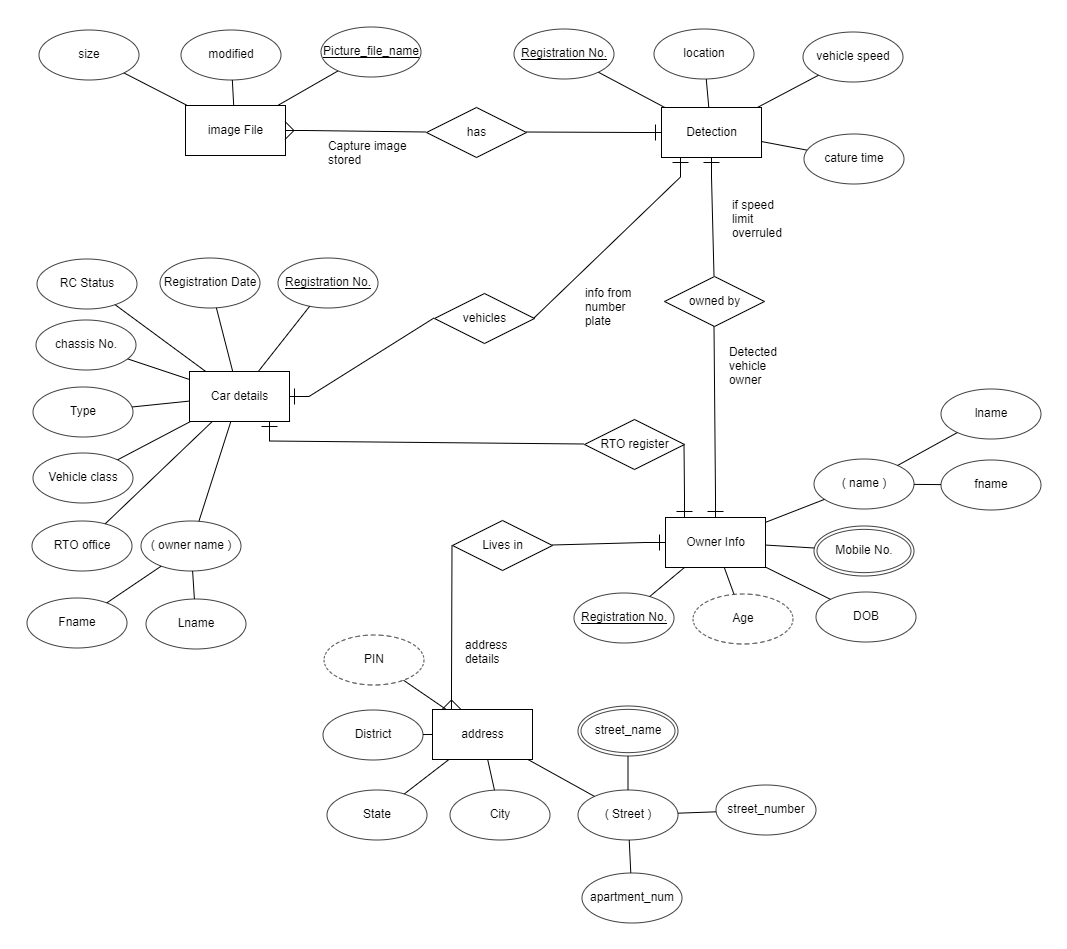 size
modified
Picture_file_name
Registration No.
location
vehicle speed
image File
has
Detection
Capture image
stored
cature time
if speed
limit
overruled
RC Status
Registration Date
Registration No.
info from
number
plate
owned by
vehicles
chassis No.
Detected
vehicle
owner
Car details
Type
lname
RTO register
Vehicle class
( name )
fname
RTO office
( owner name )
Lives in
Owner Info
Mobile No.
Fname
Lname
Registration No.
Age
DOB
address
details
PIN
District
address
street_name
State
City
( Street )
street_number
apartment_num